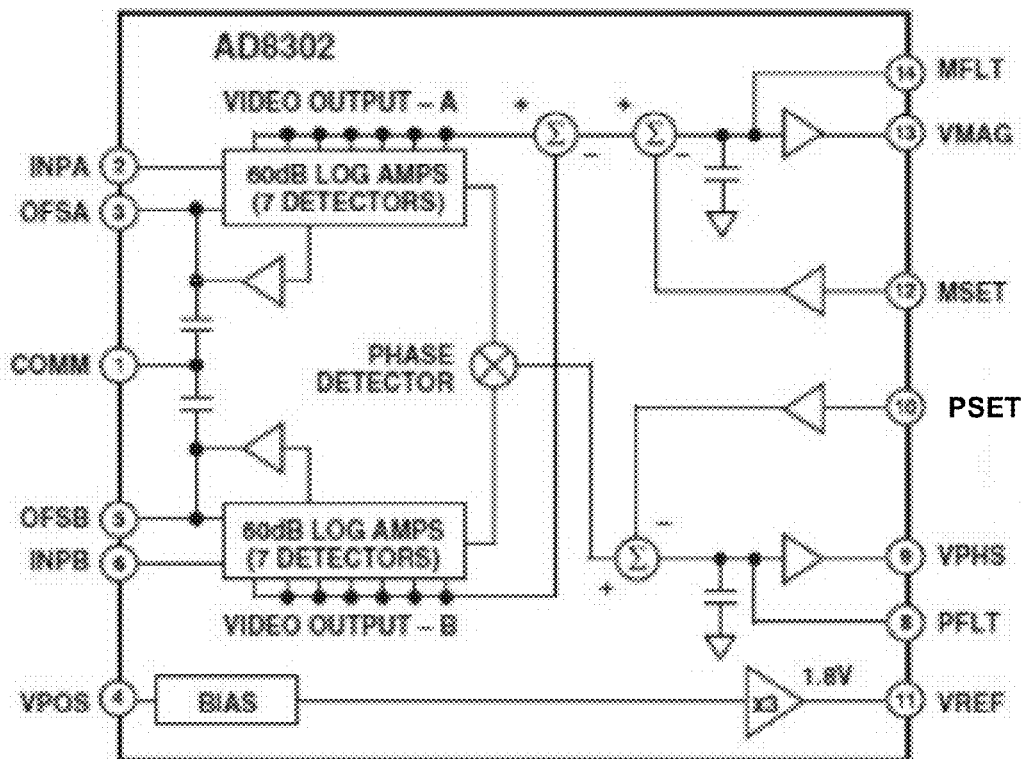 AD8302
VIDEO OUTPUT – A
60dB LOG AMPS
(7 DETECTORS)
INPA 2
OFSA 3
COMM 1
OFSB
INPB 6
VPOS 4
PHASE
DETECTOR
60dB LOG AMPS
(7 DETECTORS)
VIDEO OUTPUT – B
BIAS
x3
1.8V
+
Σ
–
+
Σ
–
–
Σ
+
14 MFLT
13 VMAG
12 MSET
10 PSET
VPHS
8 PFLT
11 VREF